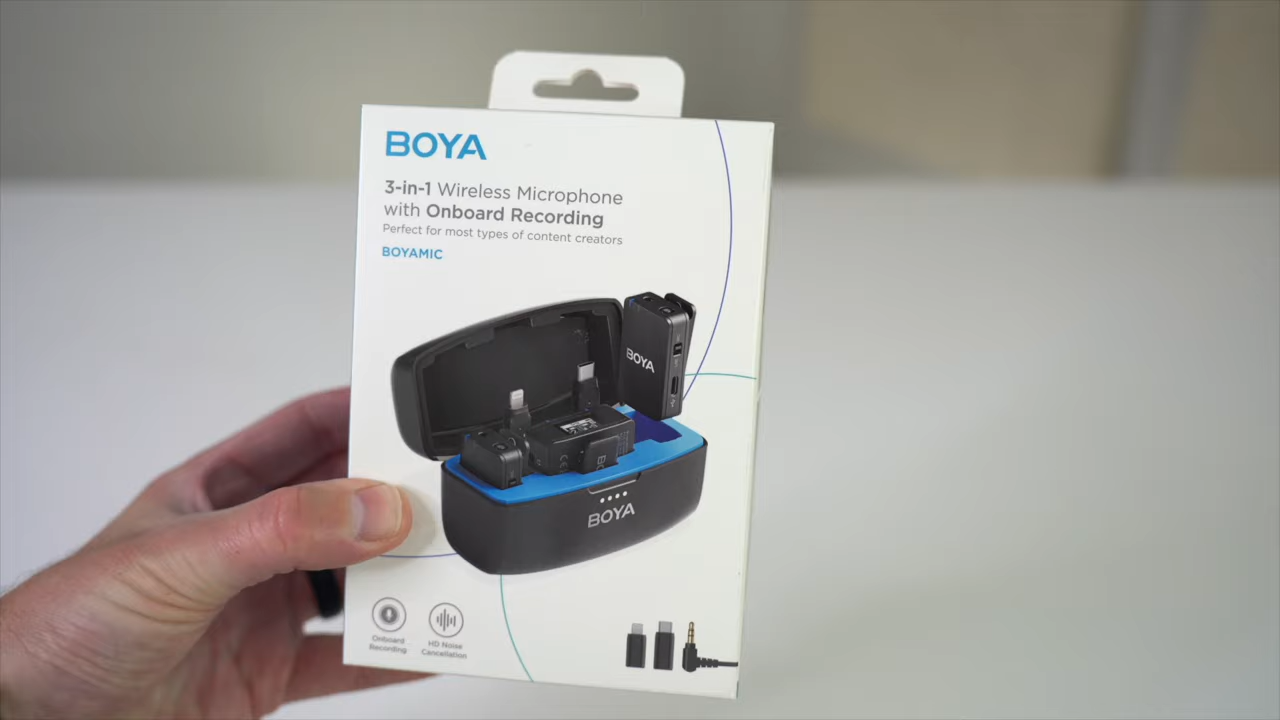 BOYA
3-in-1 Wireless Microphone
with Onboard Recording
Perfect for most types of content creators
BOYAMIC
BOYA
BOYA
Onboard
Recording
HD Noise
Cancellation